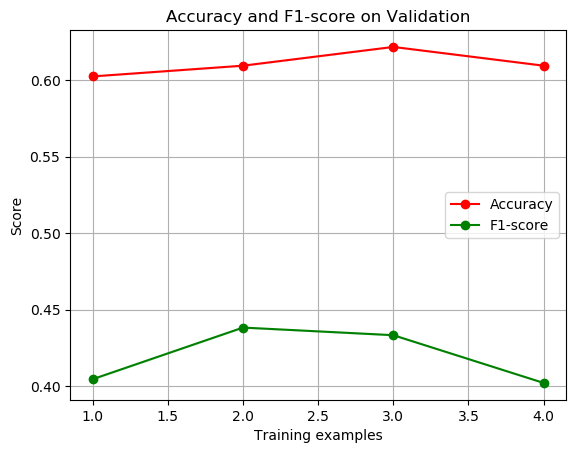 Accuracy and F1-score on Validation
0.60
0.55
0.50
0.45
0.40
Score
Accuracy
F1-score
1.0 1.5 2.0 2.5 3.0 3.5 4.0
Training examples